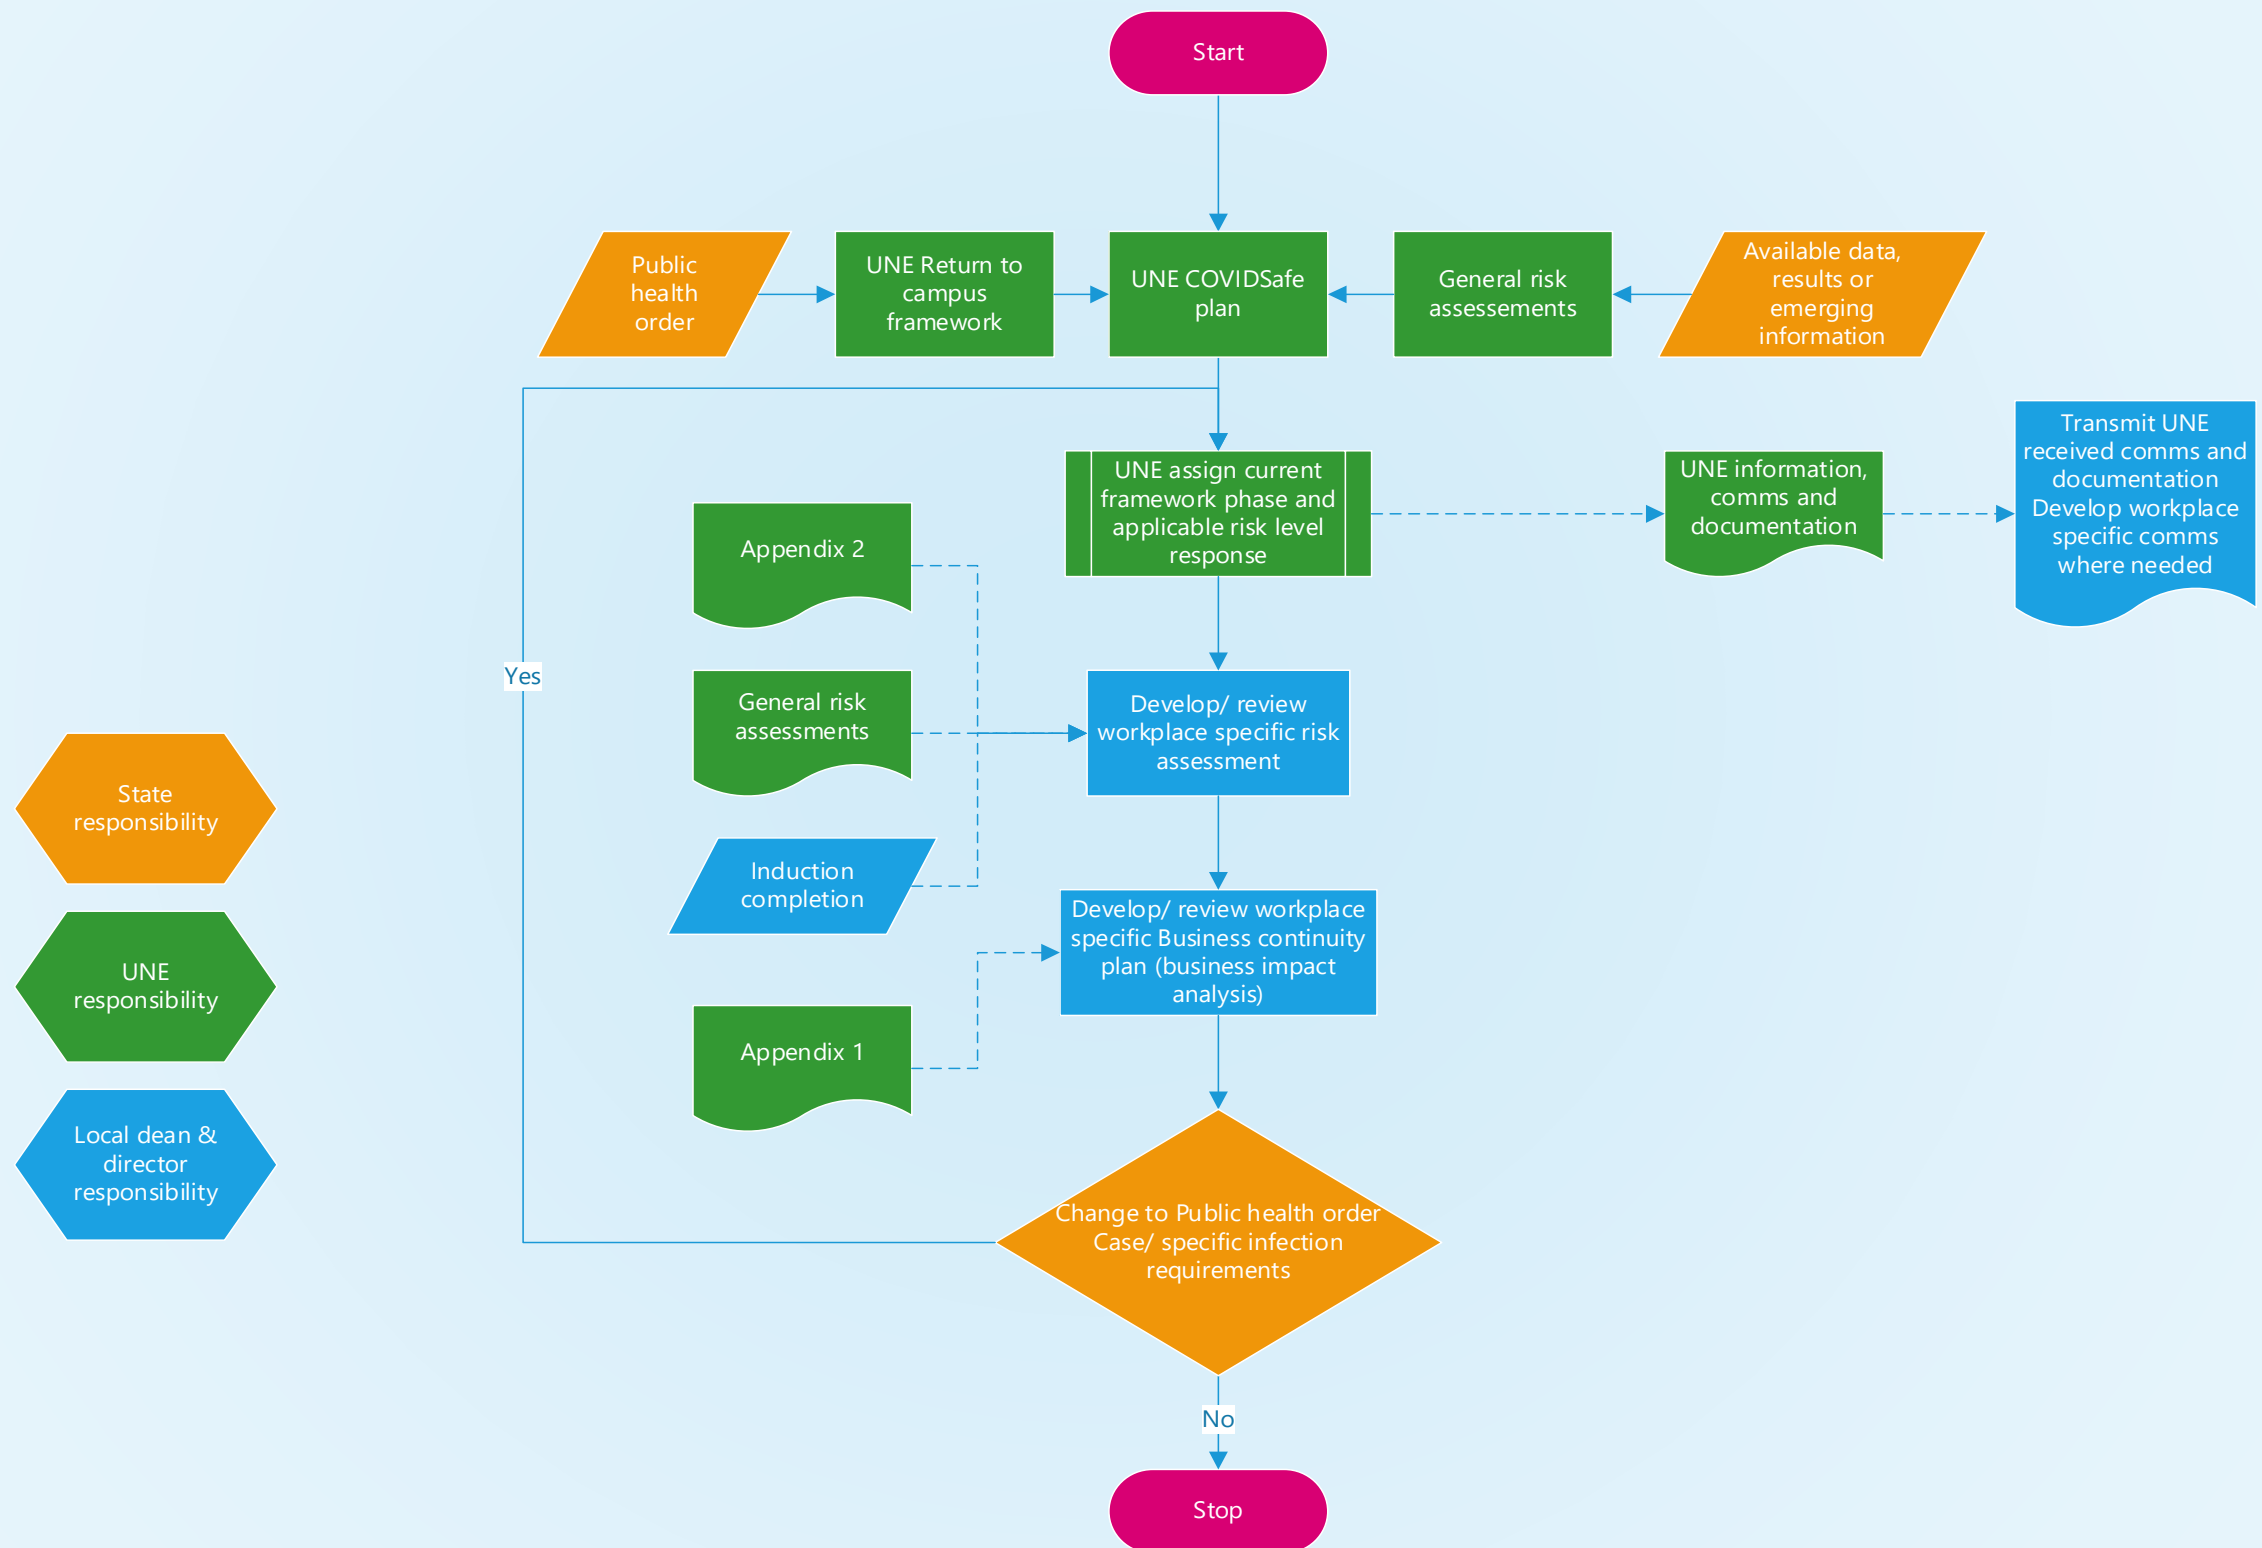 Start
Public
health
order
UNE Return to
campus
framework
UNE COVIDSafe
plan
General risk
assessements
Available data,
results or
emerging
information
UNE assign current
framework phase and
applicable risk level
response
UNE information,
comms and
documentation
Transmit UNE
received comms and
documentation
Develop workplace
specific comms
where needed
Appendix 2
Yes
General risk
assessments
Develop/ review
workplace specific risk
assessment
State
responsibility
Induction
completion
Develop/ review workplace
specific Business continuity
plan (business impact
analysis)
UNE
responsibility
Appendix 1
Local dean &
director
responsibility
Change to Public health order
Case/ specific infection
requirements
No
Stop